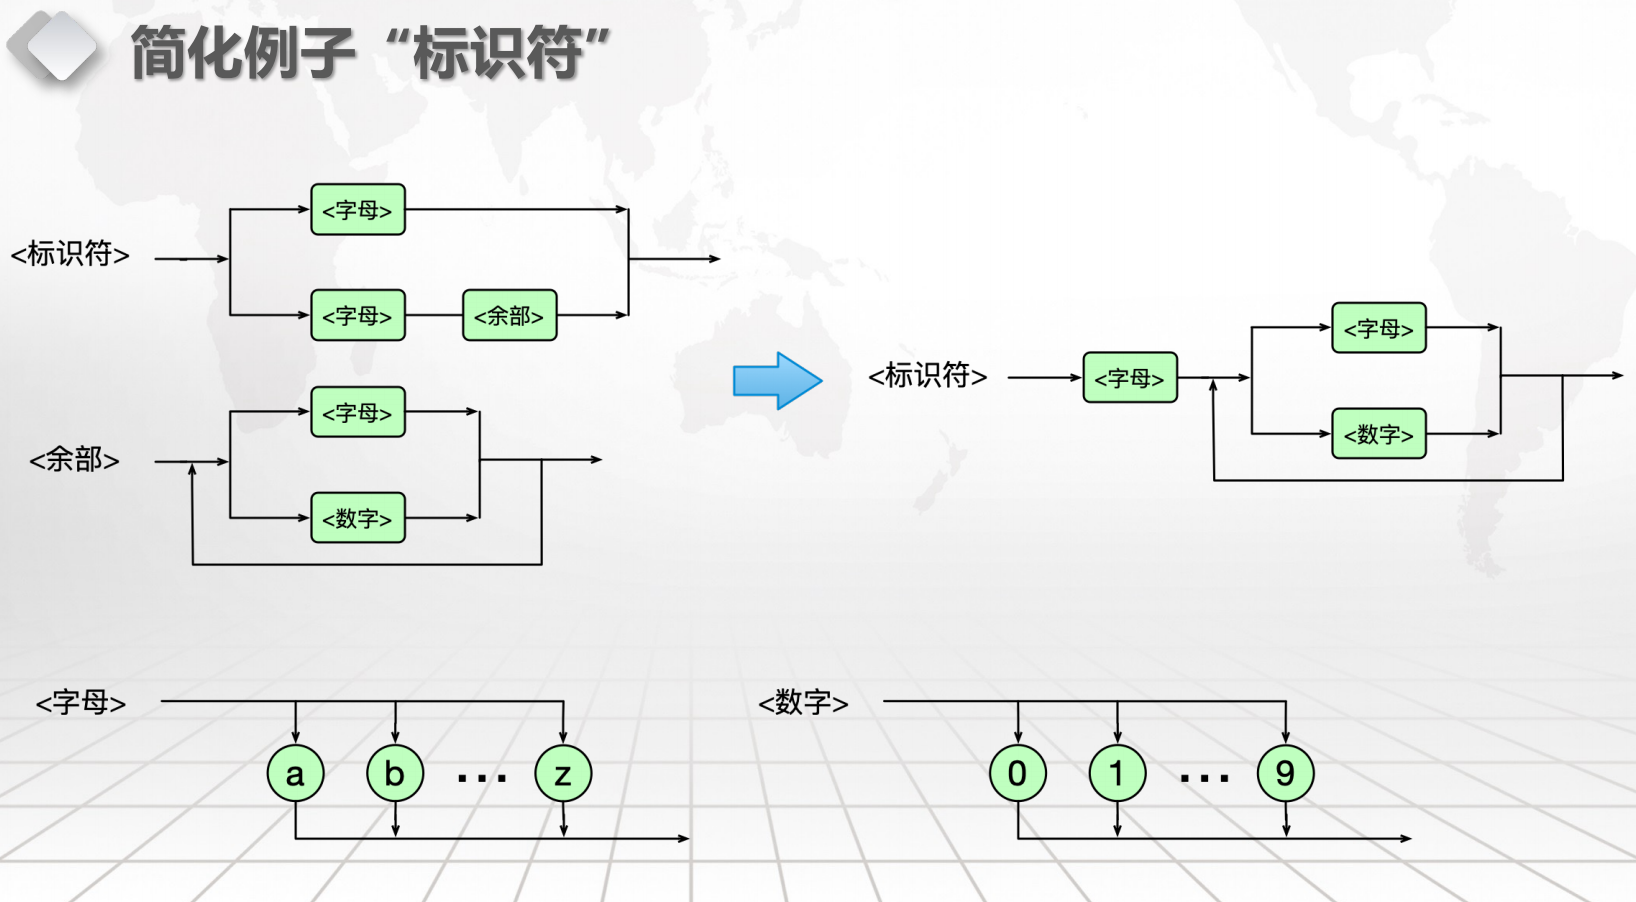 简化例子“标识符”
<字母>
<标识符>
<字母> <余部>
<字母>
<余部>
<数字>
<字母>
<标识符> <字母>
<数字>
<字母>
a b ... z
<数字>
0 1 ... 9